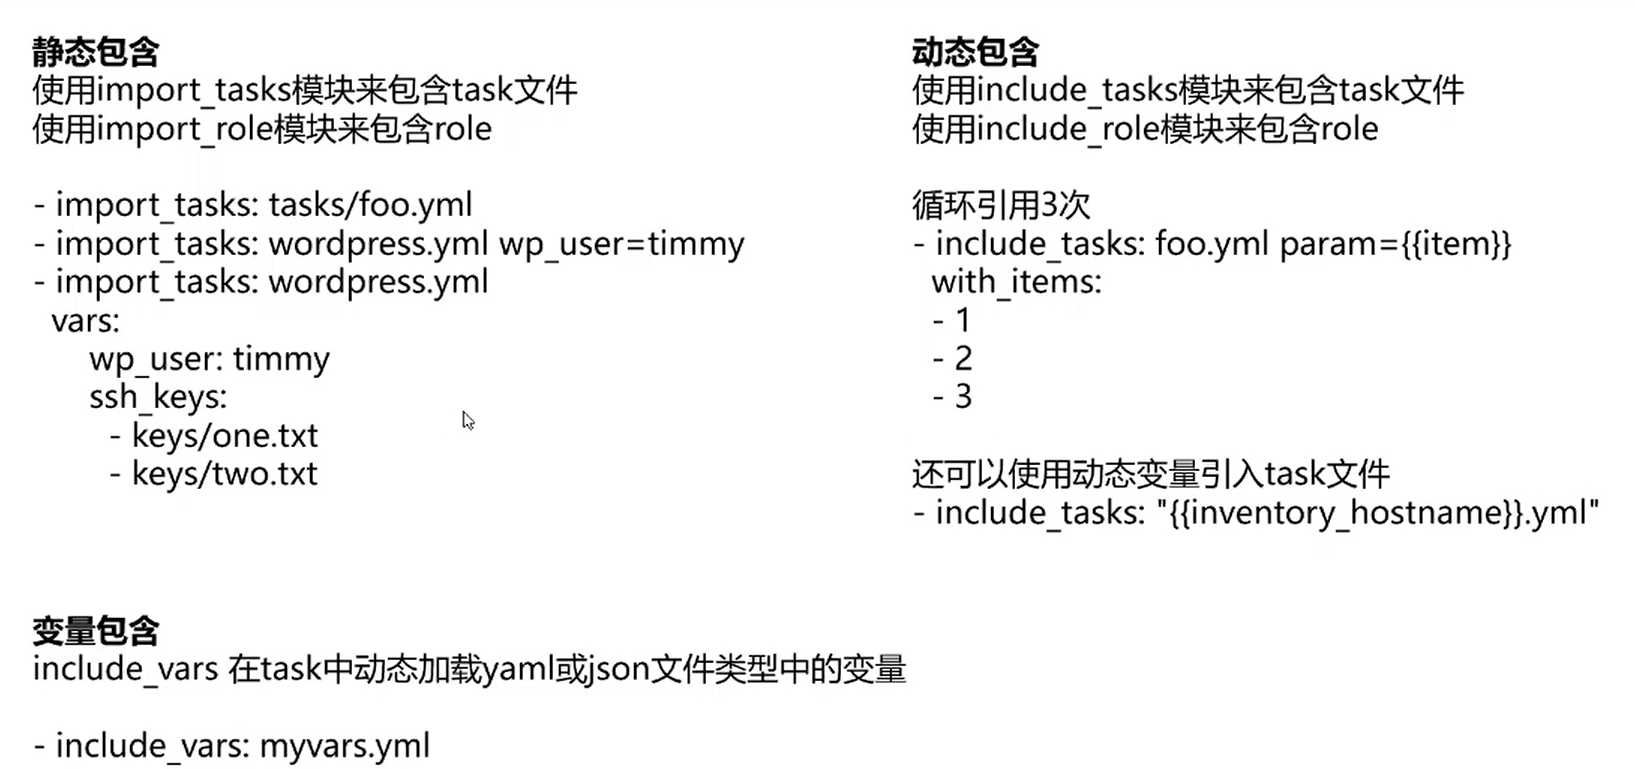 静态包含
使用import_tasks模块来包含task文件
使用import_role模块来包含role
- import_tasks: tasks/foo.yml
- import_tasks: wordpress.yml wp_user=timmy
- import_tasks: wordpress.yml
vars:
wp_user: timmy
ssh_keys:
- keys/one.txt
- keys/two.txt
动态包含
使用include_tasks模块来包含task文件
使用include_role模块来包含role
循环引用3次
- include_tasks: foo.yml param={{item}}
with_items:
- 1
- 2
- 3
还可以使用动态变量引入task文件
- include_tasks: "{{inventory_hostname}}.yml"
变量包含
include_vars 在task中动态加载yaml或json文件类型中的变量
- include_vars: myvars.yml